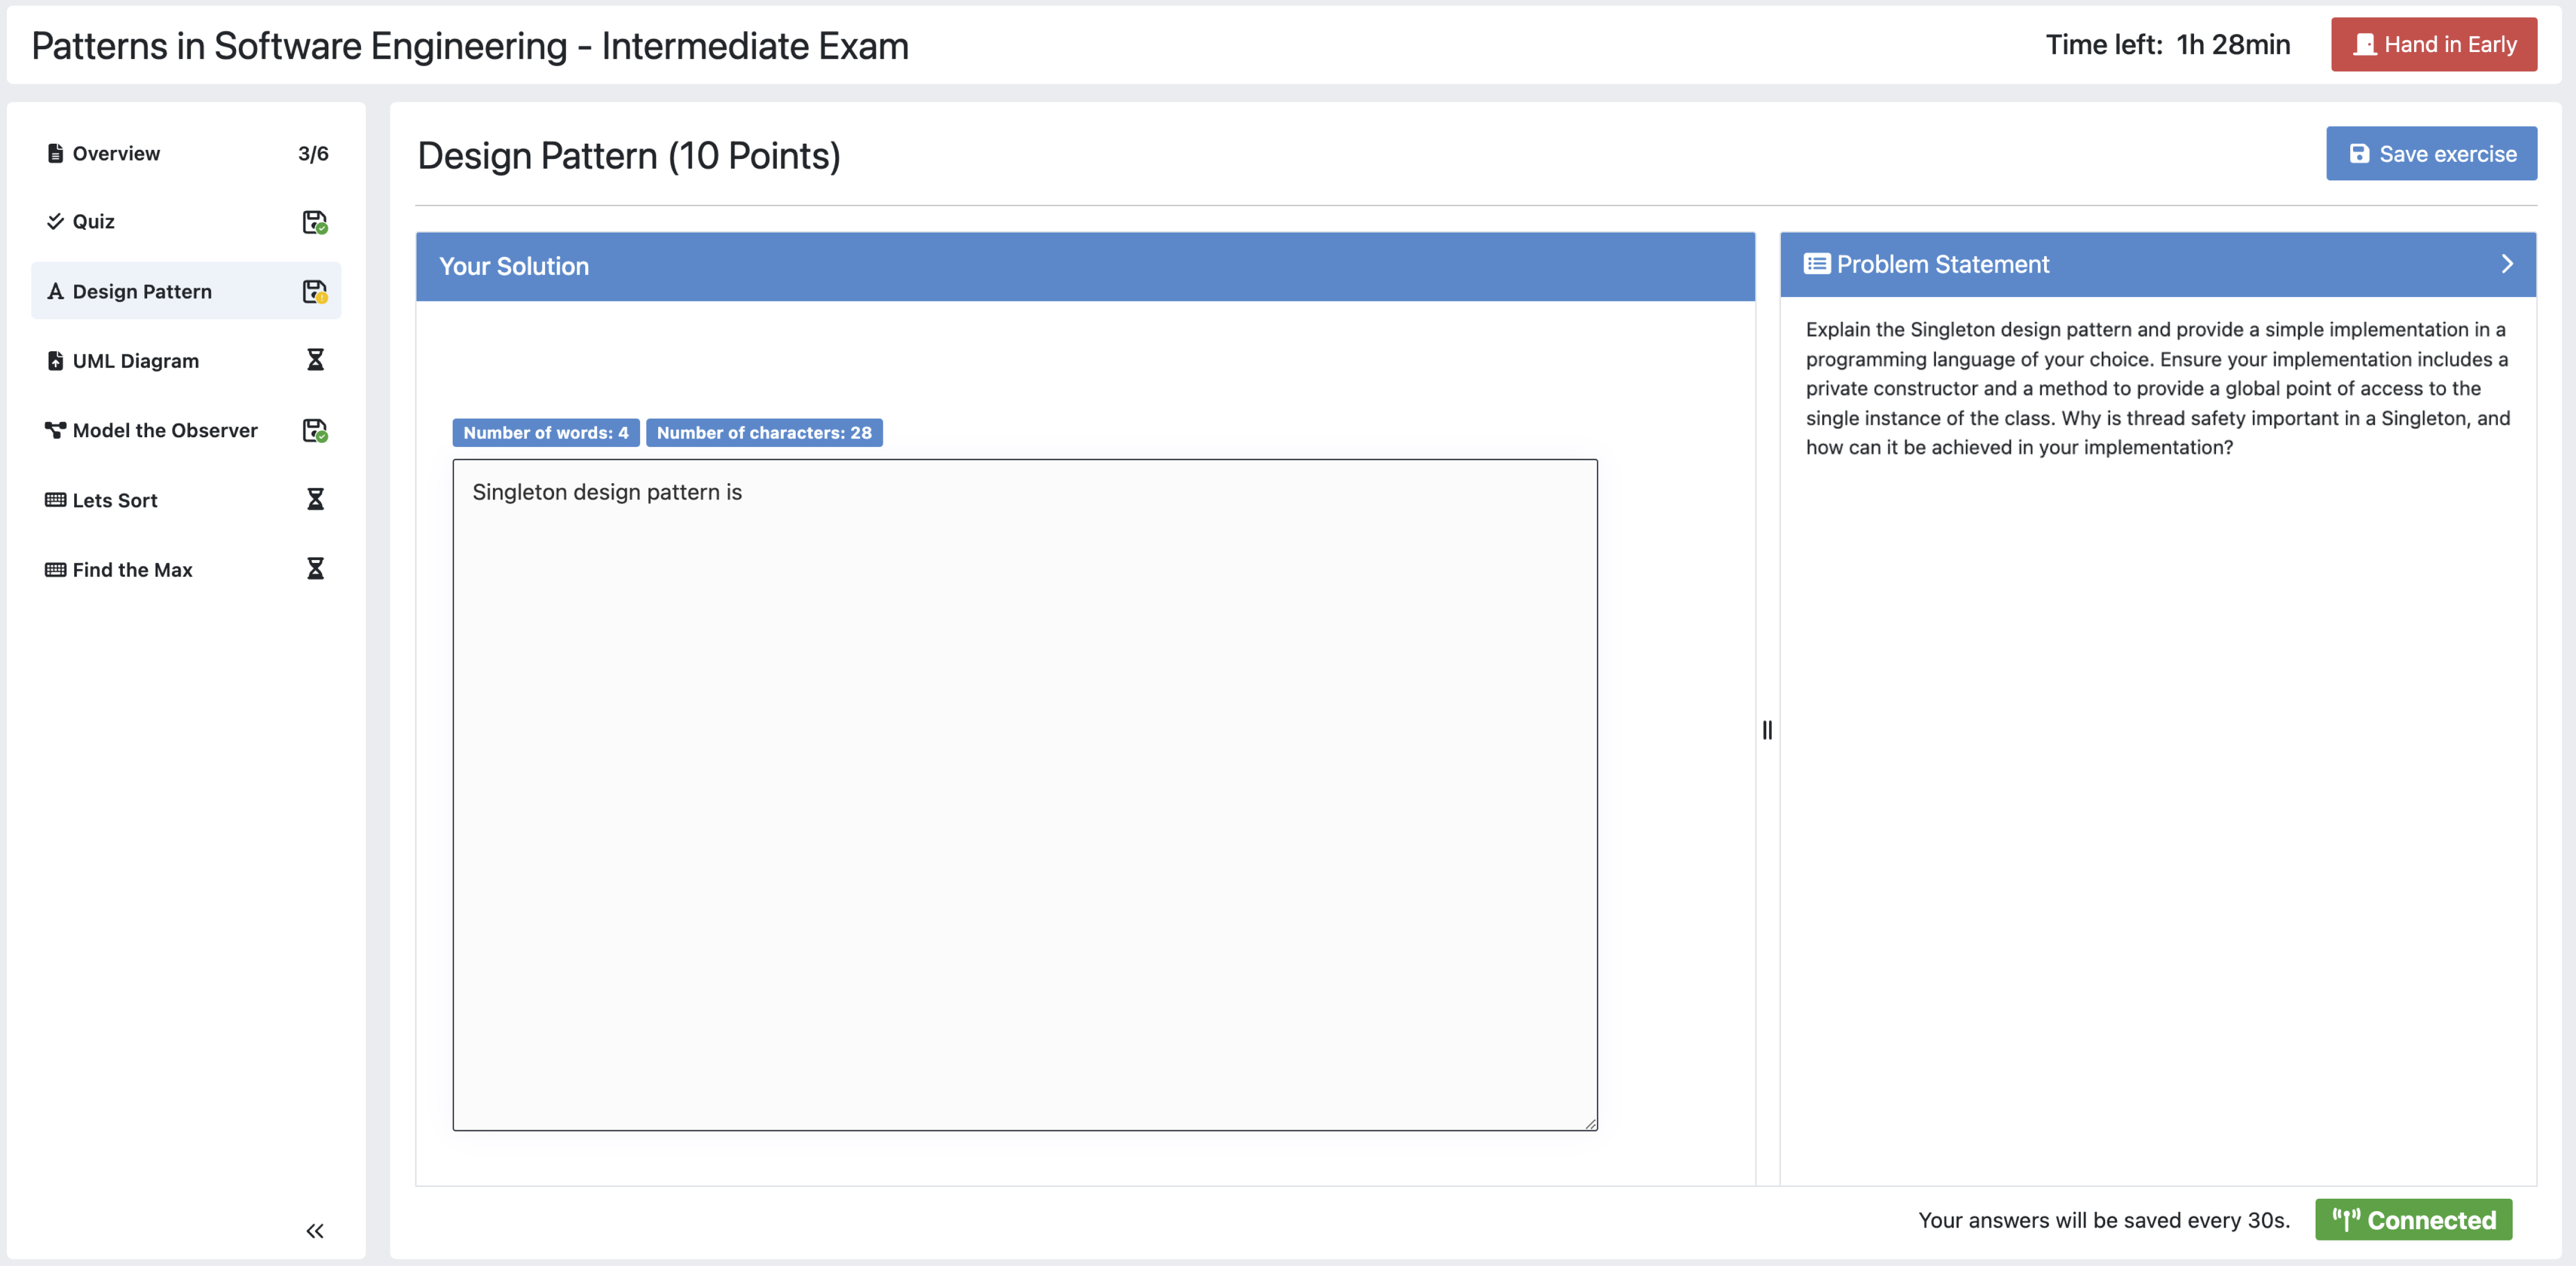 Patterns in Software Engineering - Intermediate Exam
Time left: 1h 28min
Hand in Early
Overview 3/6
Quiz
Design Pattern
UML Diagram
Model the Observer
Lets Sort
Find the Max
Design Pattern (10 Points)
Save exercise
Your Solution
Number of words: 4 Number of characters: 28
Singleton design pattern is
Problem Statement
Explain the Singleton design pattern and provide a simple implementation in a
programming language of your choice. Ensure your implementation includes a
private constructor and a method to provide a global point of access to the
single instance of the class. Why is thread safety important in a Singleton, and
how can it be achieved in your implementation?
Your answers will be saved every 30s.
Connected